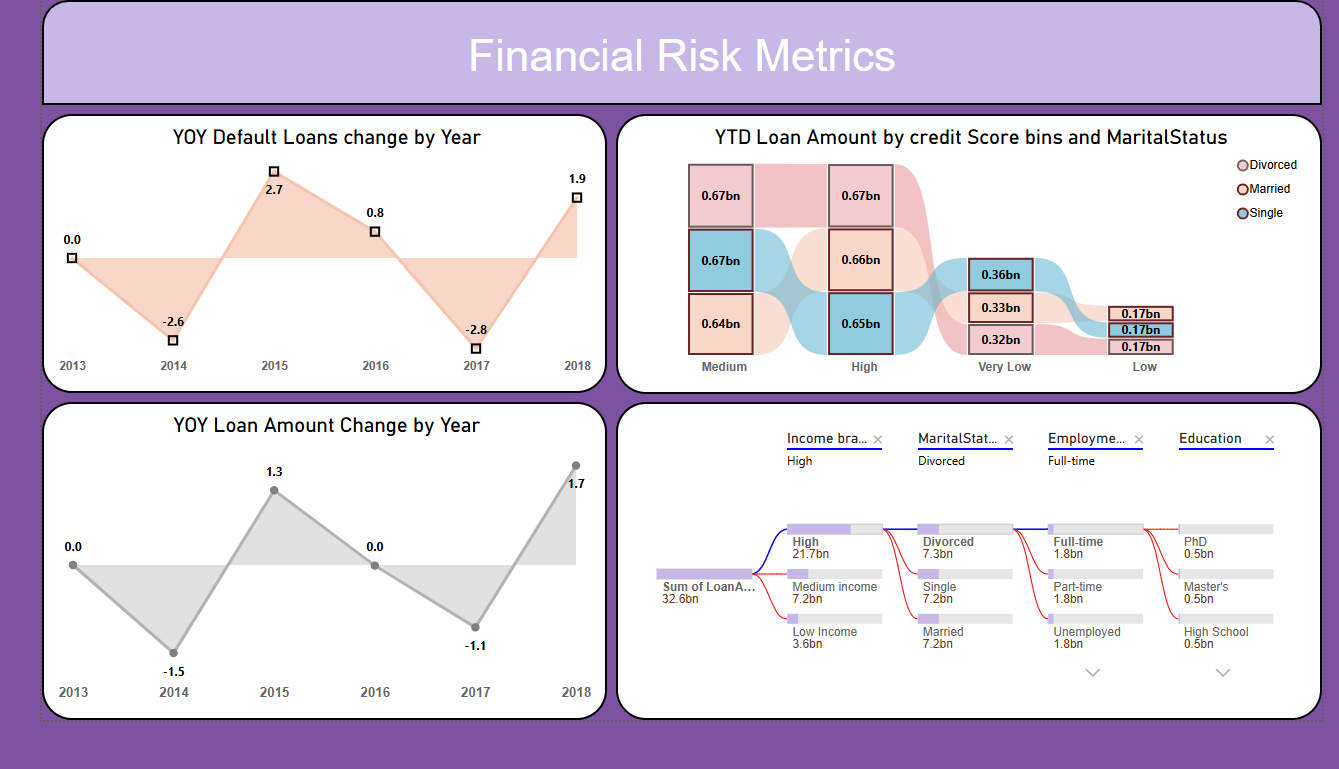 Financial Risk Metrics
YOY Default Loans change by Year
0.0
-2.6
2.7
0.8
-2.8
1.9
2013 2014 2015 2016 2017 2018
YTD Loan Amount by credit Score bins and MaritalStatus
Divorced
Married
Single
0.67bn 0.67bn
0.67bn 0.66bn 0.36bn
0.64bn 0.65bn 0.33bn 0.17bn
0.17bn
0.32bn 0.17bn
Medium High Very Low Low
YOY Loan Amount Change by Year
0.0
-1.5
1.3
0.0
-1.1
1.7
2013 2014 2015 2016 2017 2018
Income bra... MaritalStat... Employme... Education
High Divorced Full-time
Sum of LoanA...
32.6bn
High
21.7bn
Medium income
7.2bn
Low Income
3.6bn
Divorced
7.3bn
Single
7.2bn
Married
7.2bn
Full-time
1.8bn
Part-time
1.8bn
Unemployed
1.8bn
PhD
0.5bn
Master's
0.5bn
High School
0.5bn